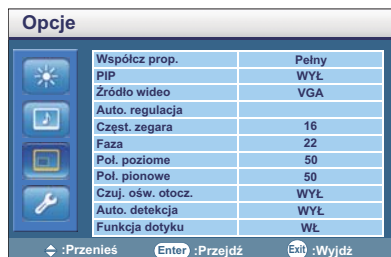 Opcje
Współcz prop. Pełny
PIP WYŁ
Źródło wideo VGA
Auto. regulacja
Częst. zegara 16
Faza 22
Poł. poziome 50
Poł. pionowe 50
Czuj. ośw. otocz. WYŁ
Auto. detekcja WYŁ
Funkcja dotyku WŁ
:Przenieś Enter :Przejdź Exit :Wyjdż